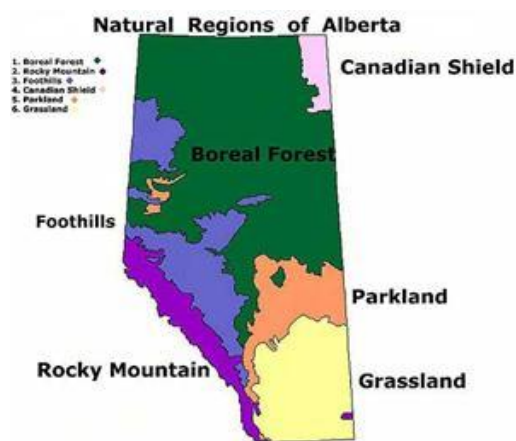 Natural Regions of Alberta
1. Boreal Forest
2. Rocky Mountain
3. Foothills
4. Canadian Shield
5. Parkland
6. Grassland
Canadian Shield
Boreal Forest
Foothills
Parkland
Rocky Mountain
Grassland